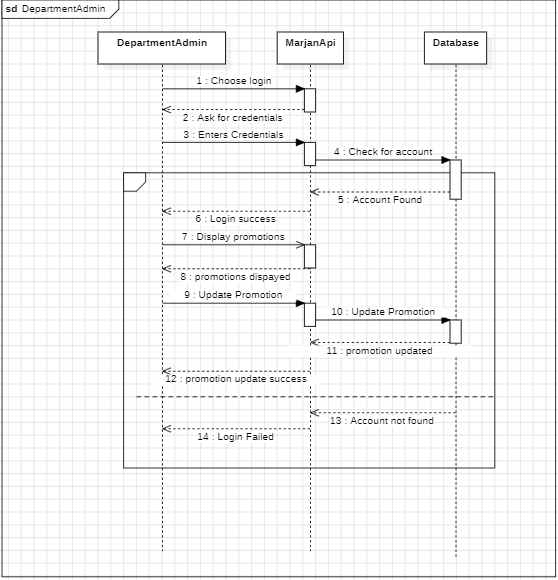 sd DepartmentAdmin
DepartmentAdmin
MarjanApi
Database
1 : Choose login
2 : Ask for credentials
3 : Enters Credentials
4 : Check for account
5 : Account Found
6 : Login success
7 : Display promotions
8 : promotions dispayed
9 : Update Promotion
10 : Update Promotion
11 : promotion updated
12 : promotion update success
13 : Account not found
14 : Login Failed